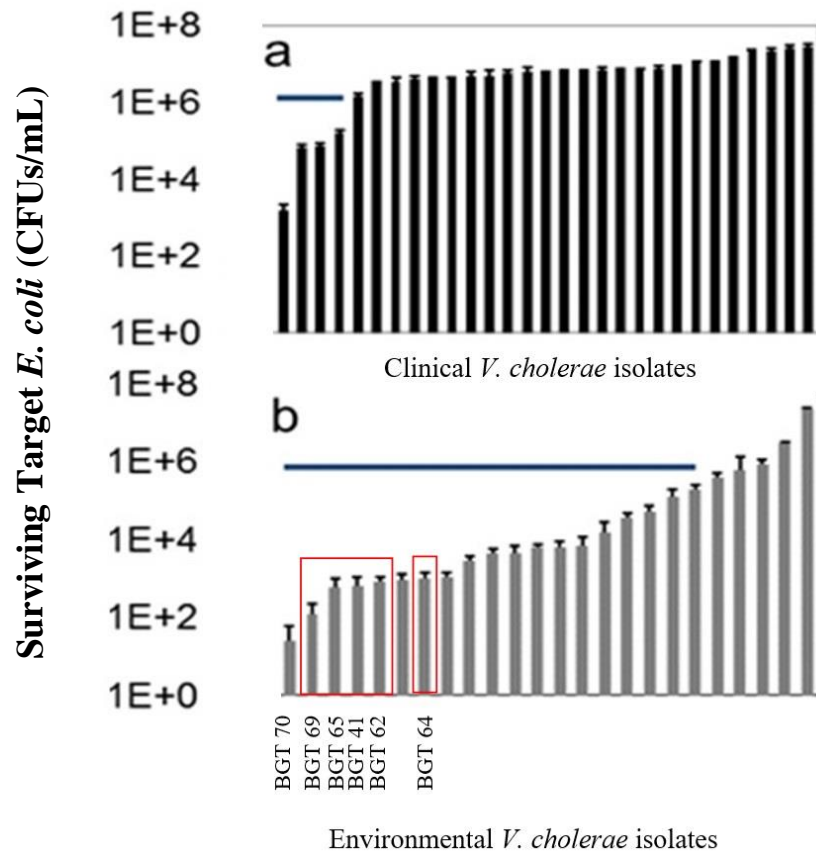 Surviving Target E. coli (CFUs/mL)
1E+8
a
1E+6
1E+4
1E+2
1E+0
Clinical V. cholerae isolates
1E+8
b
1E+6
1E+4
1E+2
1E+0
BGT 70
BGT 69
BGT 65
BGT 41
BGT 62
BGT 64
Environmental V. cholerae isolates